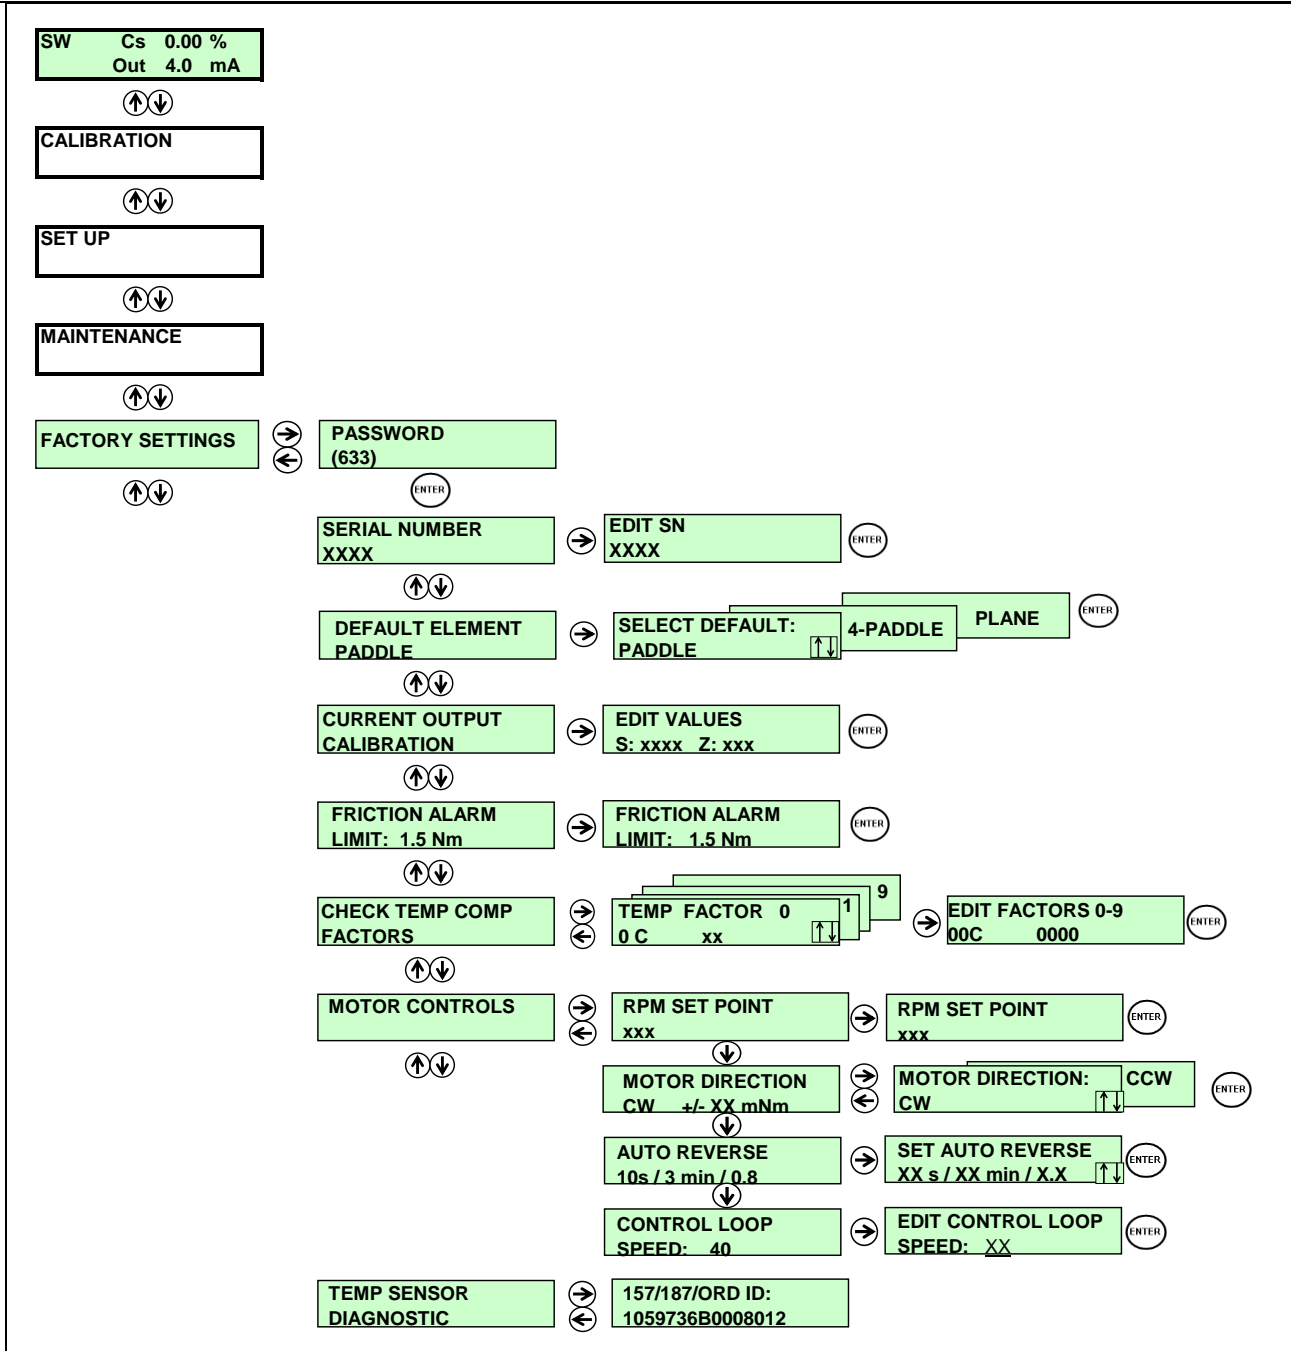 SW Cs 0.00 %
Out 4.0 mA
CALIBRATION
SET UP
MAINTENANCE
FACTORY SETTINGS
PASSWORD
(633)
ENTER
SERIAL NUMBER
XXXX
EDIT SN
XXXX
ENTER
DEFAULT ELEMENT
PADDLE
SELECT DEFAULT:
PADDLE
4-PADDLE
PLANE
ENTER
CURRENT OUTPUT
CALIBRATION
EDIT VALUES
S: xxxx Z: xxx
ENTER
FRICTION ALARM
LIMIT: 1.5 Nm
FRICTION ALARM
LIMIT: 1.5 Nm
ENTER
CHECK TEMP COMP
FACTORS
TEMP FACTOR 0
0 C xx
1
9
EDIT FACTORS 0-9
00C 0000
ENTER
MOTOR CONTROLS
RPM SET POINT
xxx
RPM SET POINT
xxx
ENTER
MOTOR DIRECTION
CW +/- XX mNm
MOTOR DIRECTION:
CW
CCW
ENTER
AUTO REVERSE
10s / 3 min / 0.8
SET AUTO REVERSE
XX s / XX min / X.X
ENTER
CONTROL LOOP
SPEED: 40
EDIT CONTROL LOOP
SPEED: XX
ENTER
TEMP SENSOR
DIAGNOSTIC
157/187/ORD ID:
1059736B0008012